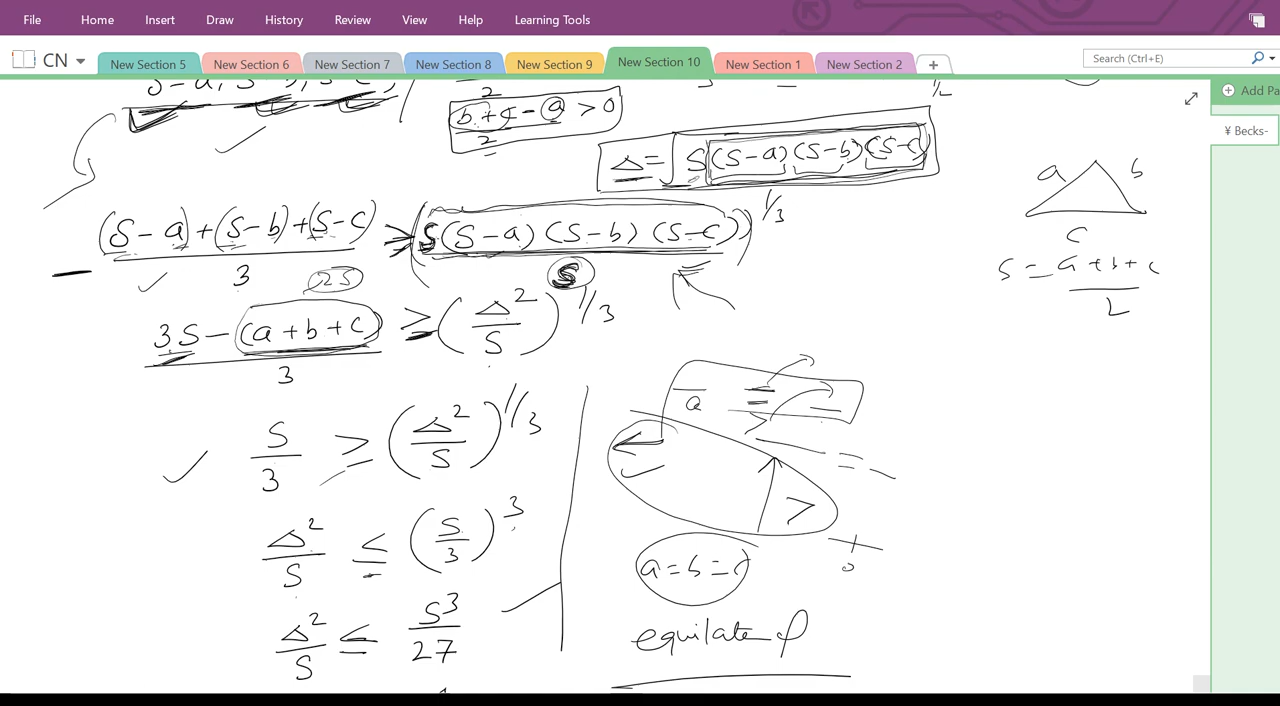 File Home Insert Draw History Review View Help Learning Tools
CN New Section 5 New Section 6 New Section 7 New Section 8 New Section 9 New Section 10 New Section 1 New Section 2 + Search (Ctrl+E)
Add Pa
¥ Becks-
2
b + c - a > 0
2
Δ = √ S (S-a) (S-b) (S-c)
a b
c
S = a + b + c
2
(S - a) + (S - b) + (S - c) ≥ (S (S-a) (S-b) (S-c))^1/3
3 S
2S
3S - (a + b + c) ≥ (Δ²/S)^1/3
3
a =
S/3 ≥ (Δ²/S)^1/3
>
Δ²/S ≤ (S/3)^3
a = b = c
Δ²/S ≤ S³/27
equilateral